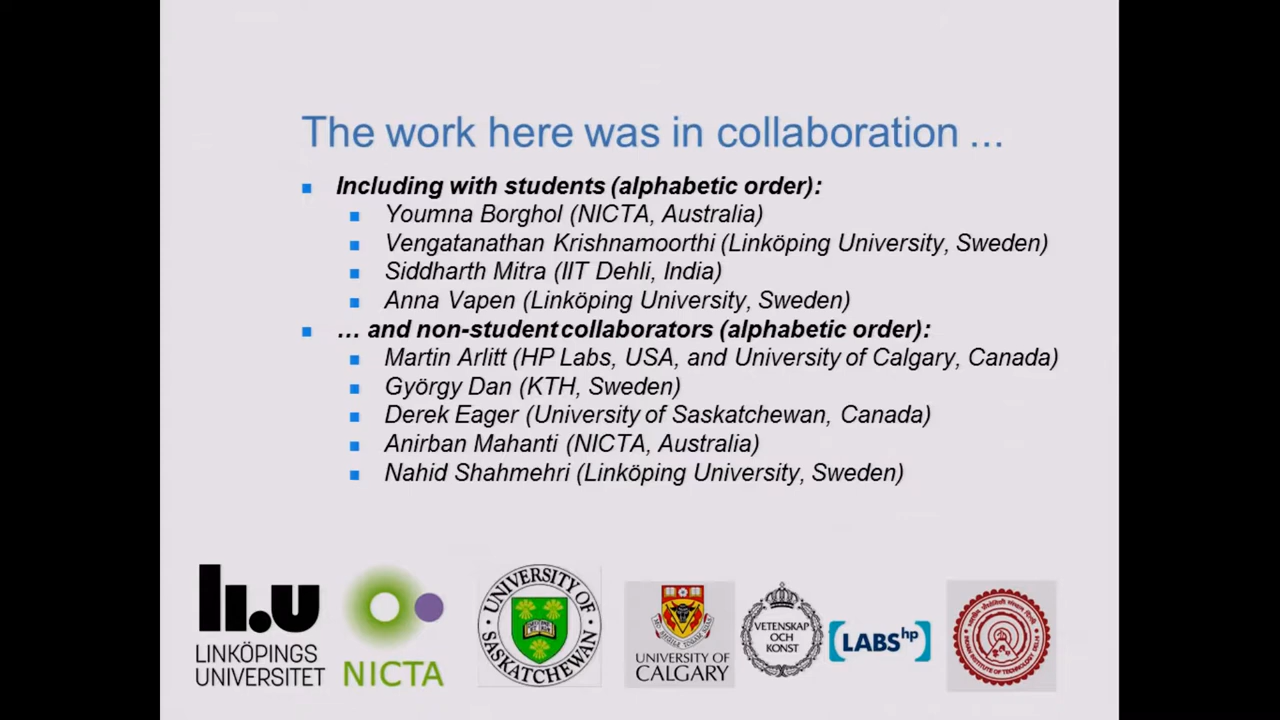 The work here was in collaboration ...
Including with students (alphabetic order):
Youmna Borghol (NICTA, Australia)
Vengatanathan Krishnamoorthi (Linköping University, Sweden)
Siddharth Mitra (IIT Dehli, India)
Anna Vapen (Linköping University, Sweden)
… and non-student collaborators (alphabetic order):
Martin Arlitt (HP Labs, USA, and University of Calgary, Canada)
György Dan (KTH, Sweden)
Derek Eager (University of Saskatchewan, Canada)
Anirban Mahanti (NICTA, Australia)
Nahid Shahmehri (Linköping University, Sweden)
LI.U
LINKÖPINGS
UNIVERSITET
NICTA
UNIVERSITY OF
SASKATCHEWAN
UNIVERSITY OF
CALGARY
VETENSKAP
OCH
KONST
LABS hp